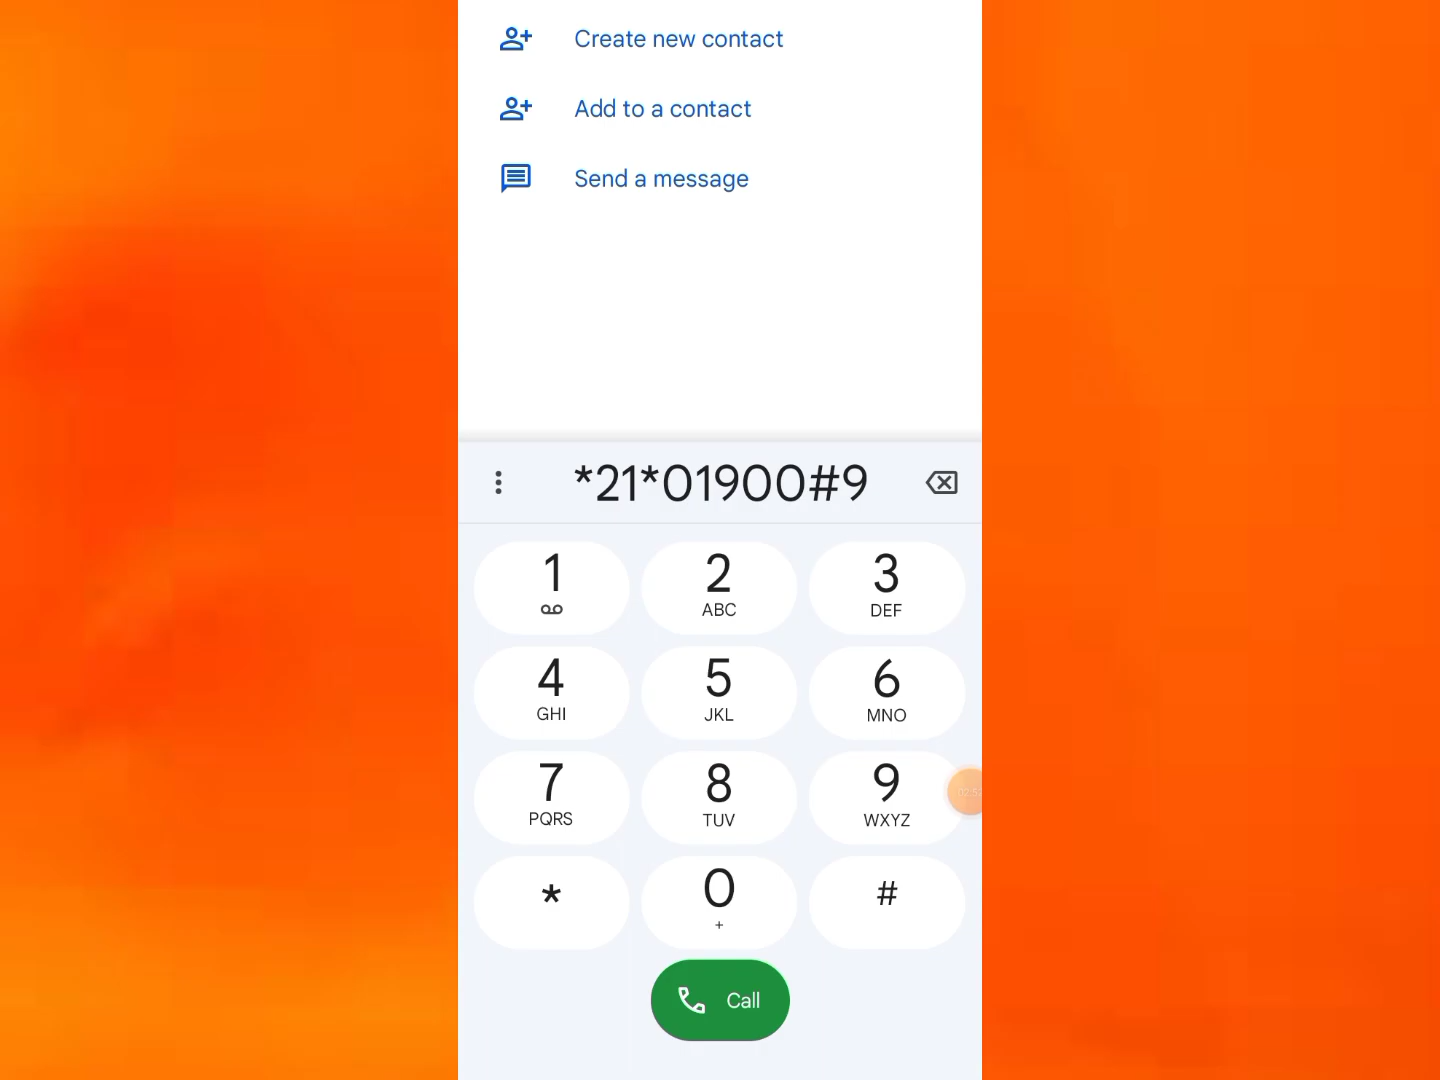 Create new contact
Add to a contact
Send a message
*21*01900#9
1 2 3
ABC DEF
4 5 6
GHI JKL MNO
7 8 9
PQRS TUV WXYZ
* 0 #
+
Call